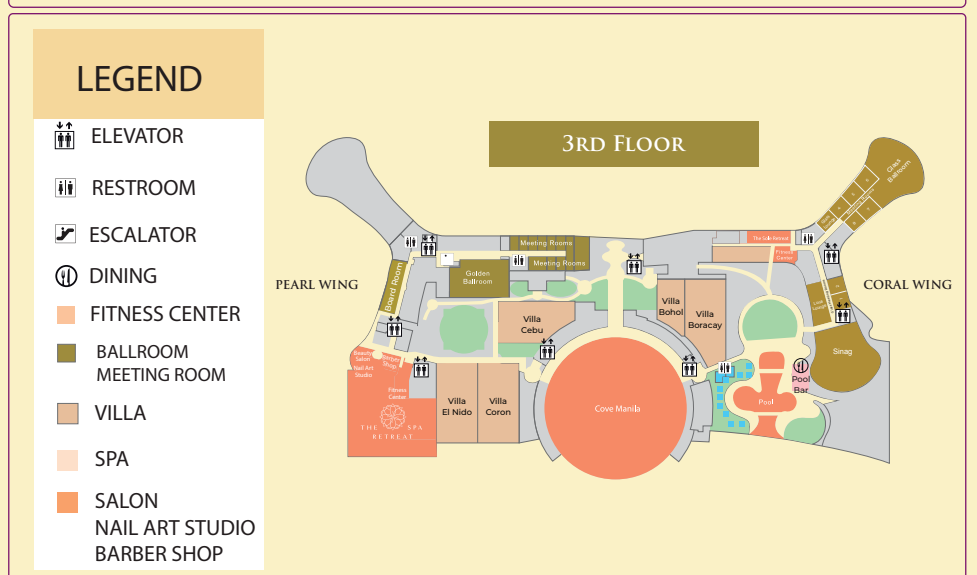 LEGEND
ELEVATOR
RESTROOM
ESCALATOR
DINING
FITNESS CENTER
BALLROOM
MEETING ROOM
VILLA
SPA
SALON
NAIL ART STUDIO
BARBER SHOP
3RD FLOOR
PEARL WING
CORAL WING
Board Room
Golden
Ballroom
Meeting Rooms
Meeting Rooms
Glass
Ballroom
Fitness
Center
Villa
Cebu
Villa
Bohol
Villa
Boracay
Sinag
Pool
Bar
Pool
Beauty
Salon
Barber
Shop
Nail Art
Studio
Fitness
Center
THE SPA
RETREAT
Villa
El Nido
Villa
Coron
Cove Manila